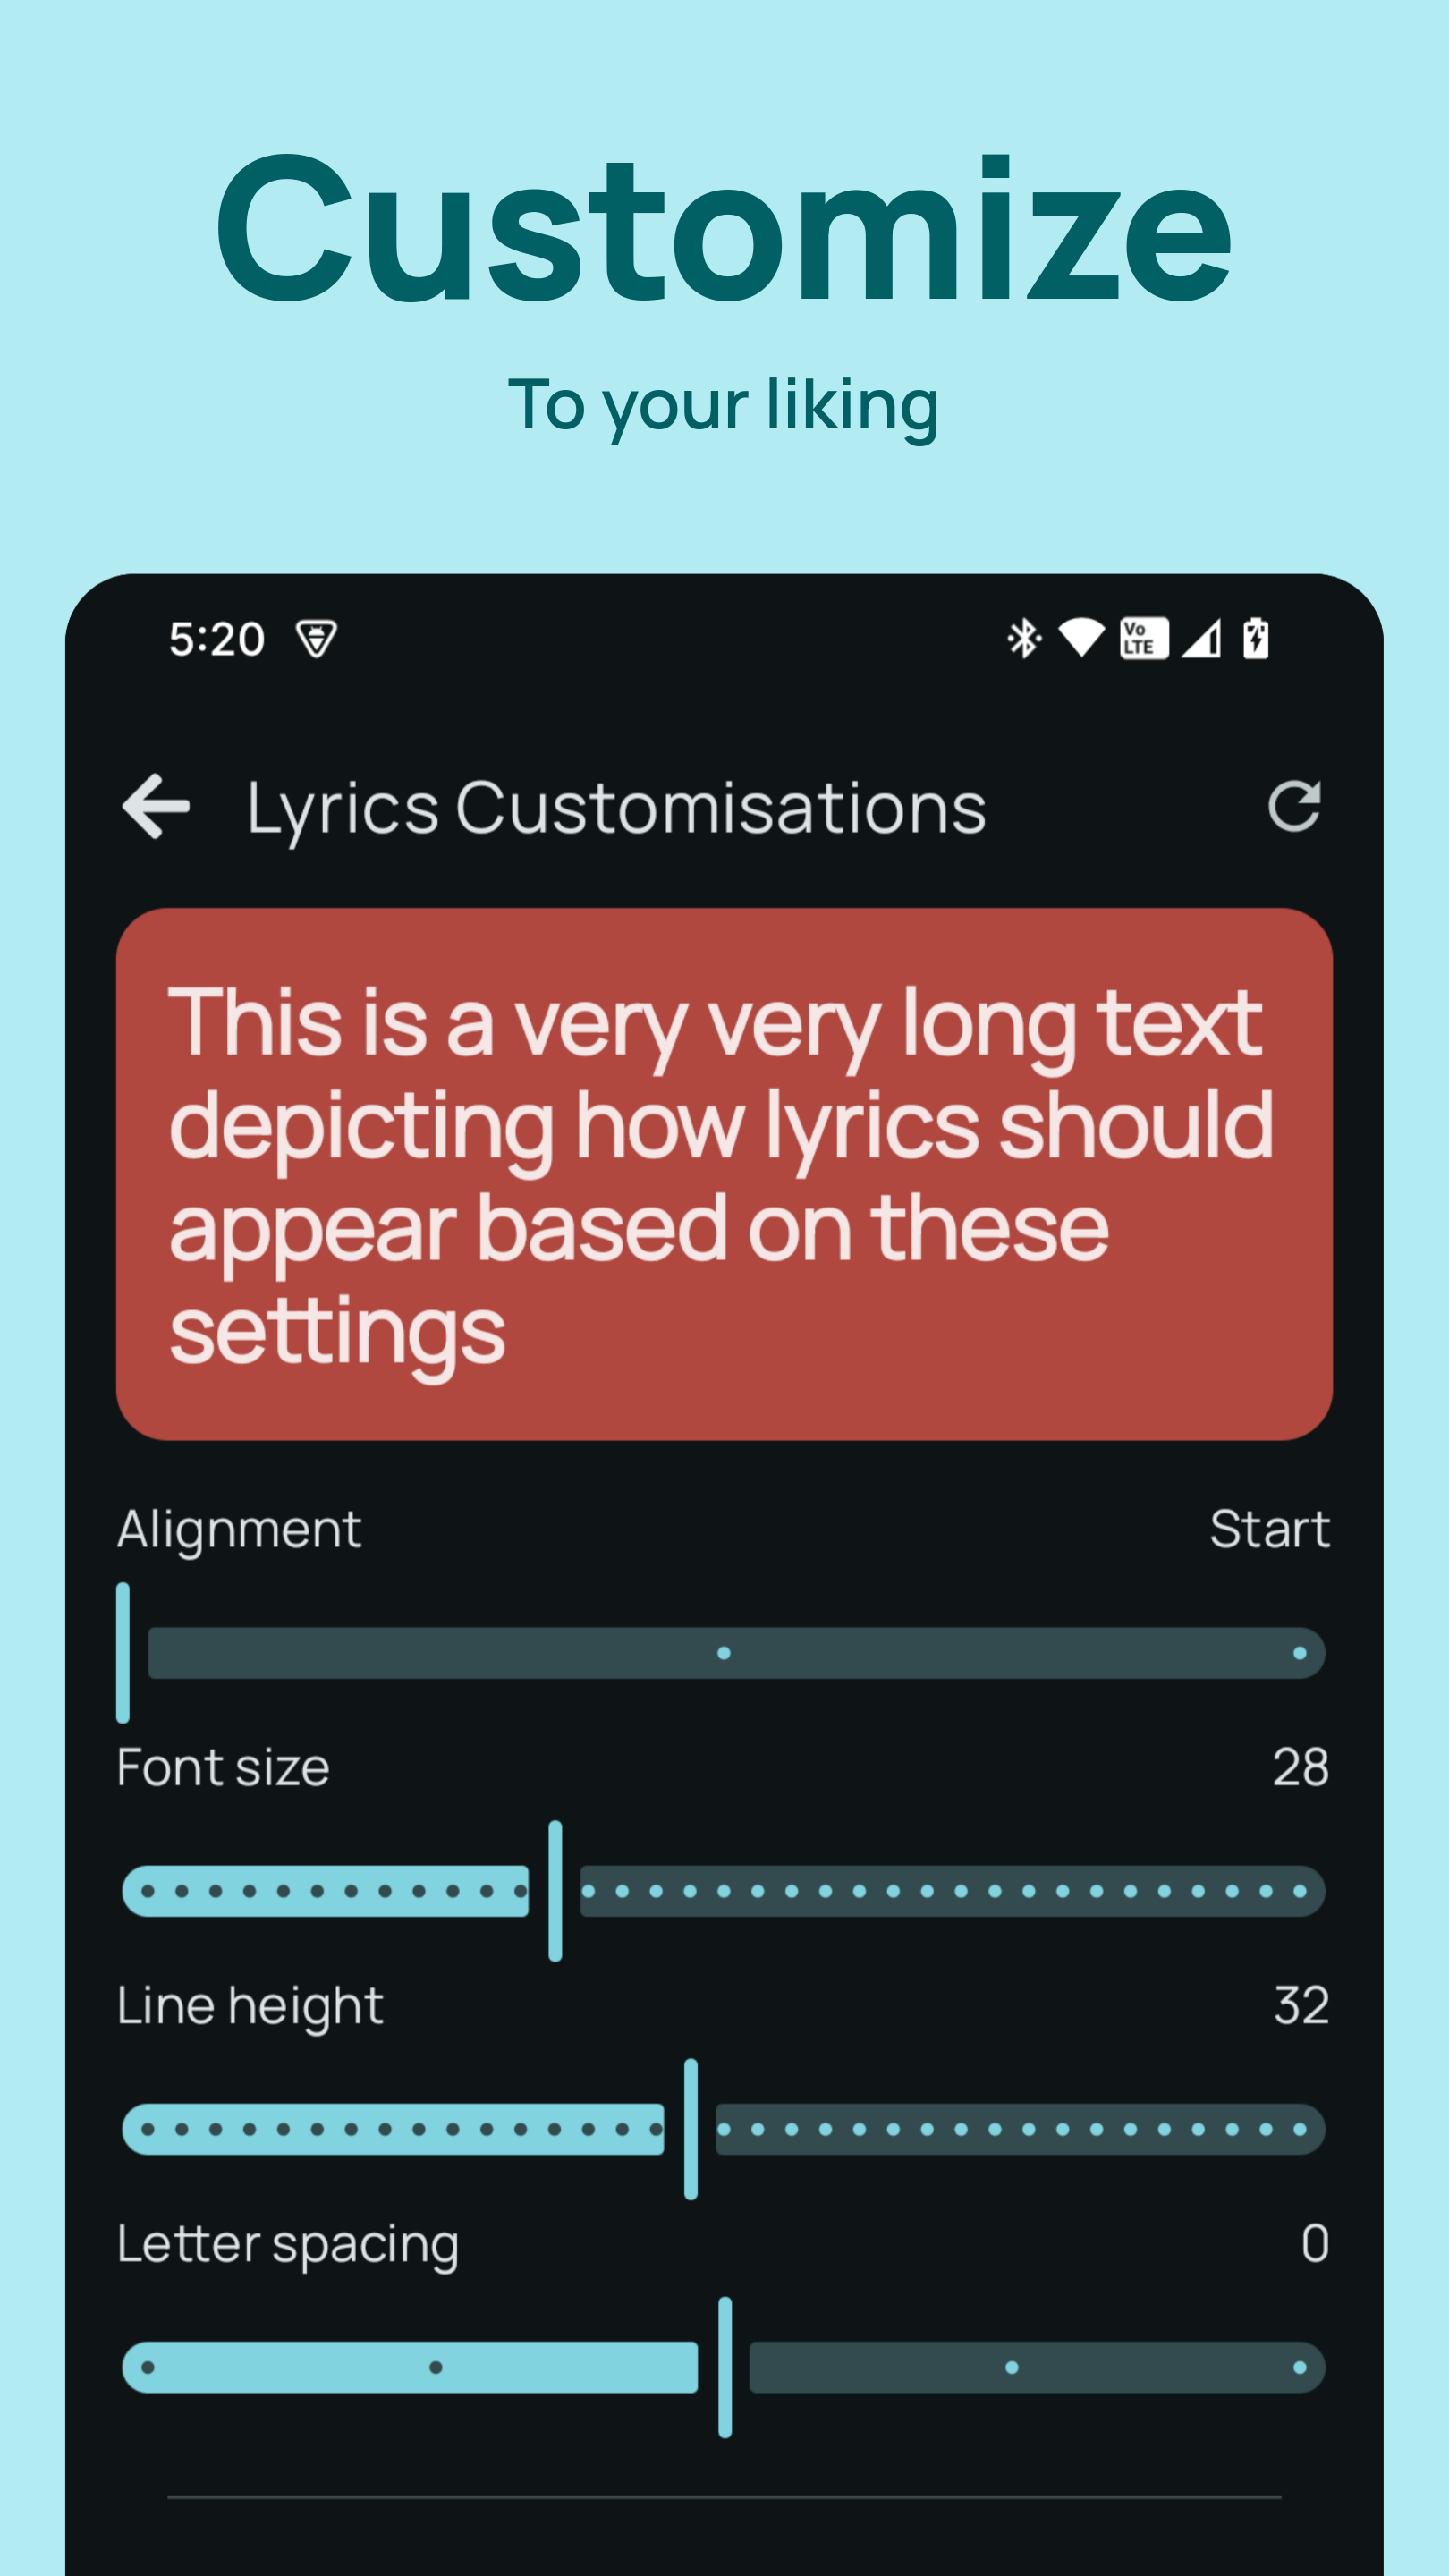 Customize
To your liking
5:20
Vo
LTE
Lyrics Customisations
This is a very very long text
depicting how lyrics should
appear based on these
settings
Alignment Start
Font size 28
Line height 32
Letter spacing 0